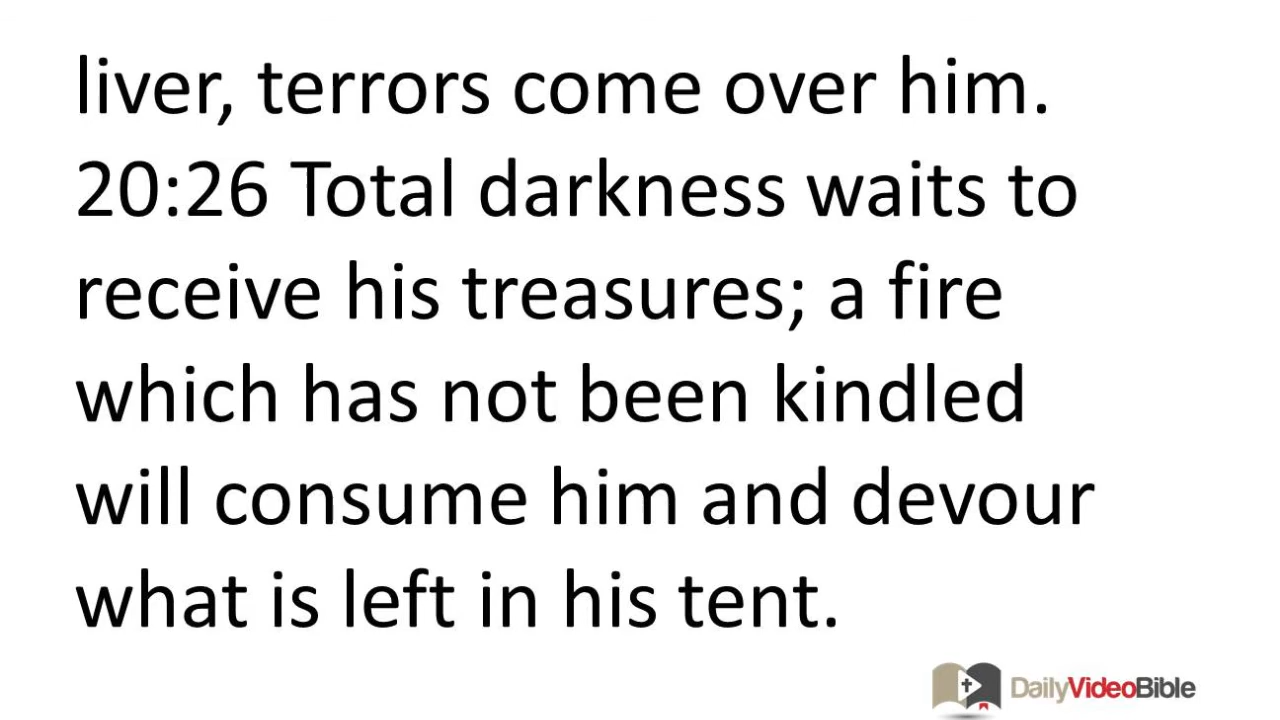 liver, terrors come over him.
20:26 Total darkness waits to
receive his treasures; a fire
which has not been kindled
will consume him and devour
what is left in his tent.
DailyVideoBible